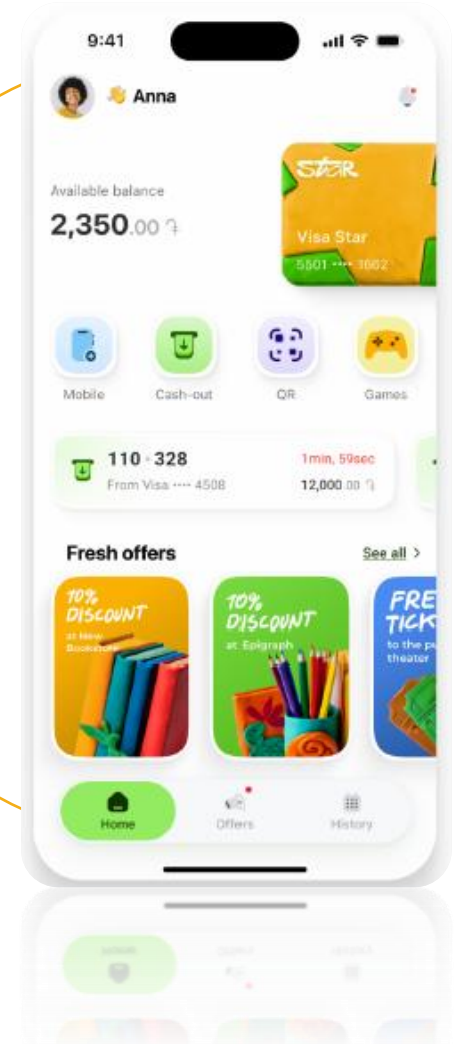 9:41
👋 Anna
Available balance
2,350.00 ֏
STAR
Visa Star
5501 •••• 1662
Mobile
Cash-out
QR
Games
110 - 328
1min, 59sec
From Visa •••• 4508
12,000.00 ֏
Fresh offers
See all >
10%
DISCOUNT
at New
Bookstore
10%
DISCOUNT
at Epigraph
FRE
TICK
to the pu
theater
Home
Offers
History